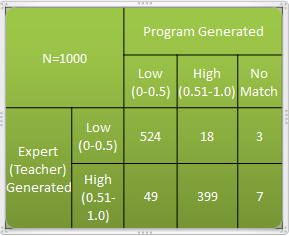 N=1000
Program Generated
Low
(0-0.5)
High
(0.51-1.0)
No
Match
Expert
(Teacher)
Generated
Low
(0-0.5)
524
18
3
High
(0.51-
1.0)
49
399
7